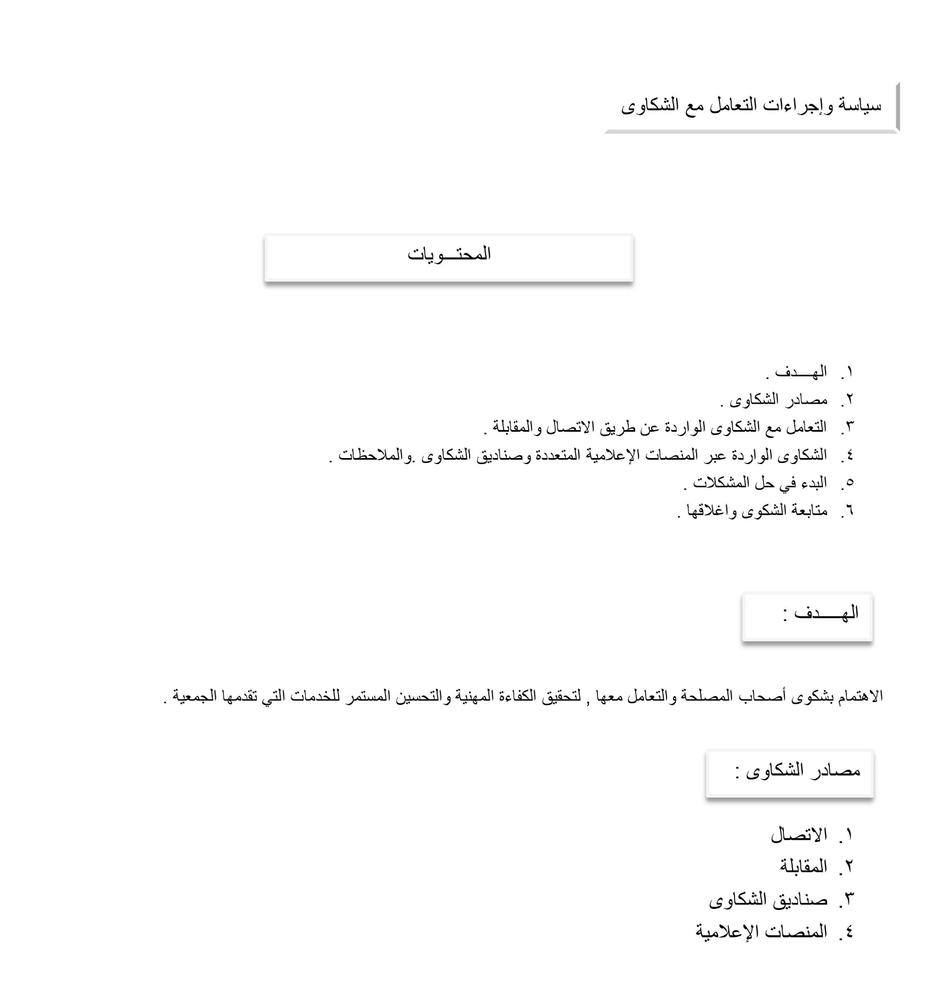 سياسة وإجراءات التعامل مع الشكاوى
المحتـــويات
١. الهـــدف .
٢. مصادر الشكاوى .
٣. التعامل مع الشكاوى الواردة عن طريق الاتصال والمقابلة .
٤. الشكاوى الواردة عبر المنصات الإعلامية المتعددة وصناديق الشكاوى .والملاحظات .
٥. البدء في حل المشكلات .
٦. متابعة الشكوى واغلاقها .
الهــــدف :
الاهتمام بشكوى أصحاب المصلحة والتعامل معها , لتحقيق الكفاءة المهنية والتحسين المستمر للخدمات التي تقدمها الجمعية .
مصادر الشكاوى :
١. الاتصال
٢. المقابلة
٣. صناديق الشكاوى
٤. المنصات الإعلامية